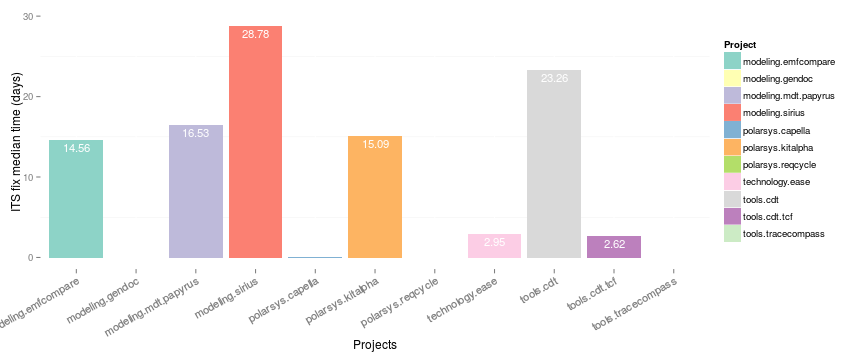 30
20
10
0
ITS fix median time (days)
14.56
16.53
28.78
15.09
2.95
23.26
2.62
deling.emfcompare
modeling.gendoc
modeling.mdt.papyrus
modeling.sirius
polarsys.capella
polarsys.kitalpha
polarsys.reqcycle
technology.ease
tools.cdt
tools.cdt.tcf
tools.tracecompass
Projects
Project
modeling.emfcompare
modeling.gendoc
modeling.mdt.papyrus
modeling.sirius
polarsys.capella
polarsys.kitalpha
polarsys.reqcycle
technology.ease
tools.cdt
tools.cdt.tcf
tools.tracecompass